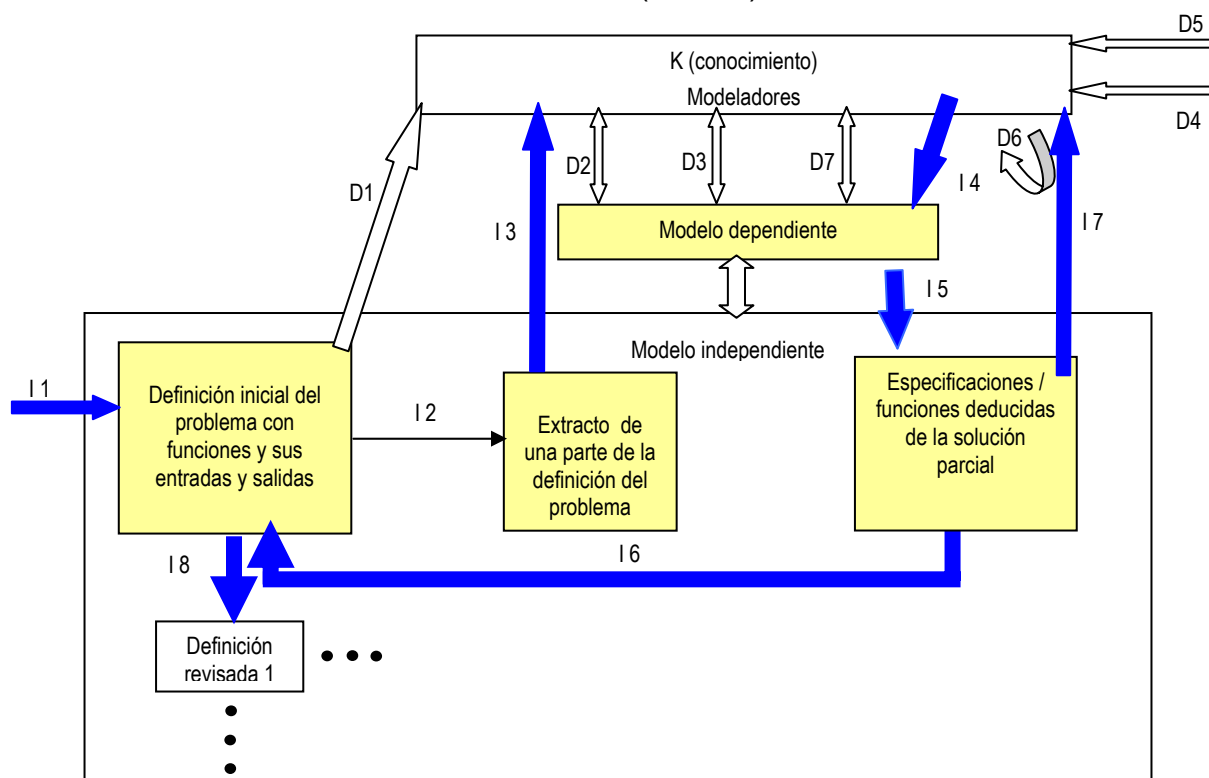 D5
K (conocimiento)
Modeladores
D4
D1
D2
D3
D7
D6
I 4
I 3
I 7
Modelo dependiente
I 5
Modelo independiente
I 1
Definición inicial del
problema con
funciones y sus
entradas y salidas
I 2
Extracto de
una parte de la
definición del
problema
Especificaciones /
funciones deducidas
de la solución
parcial
I 8
I 6
Definición
revisada 1